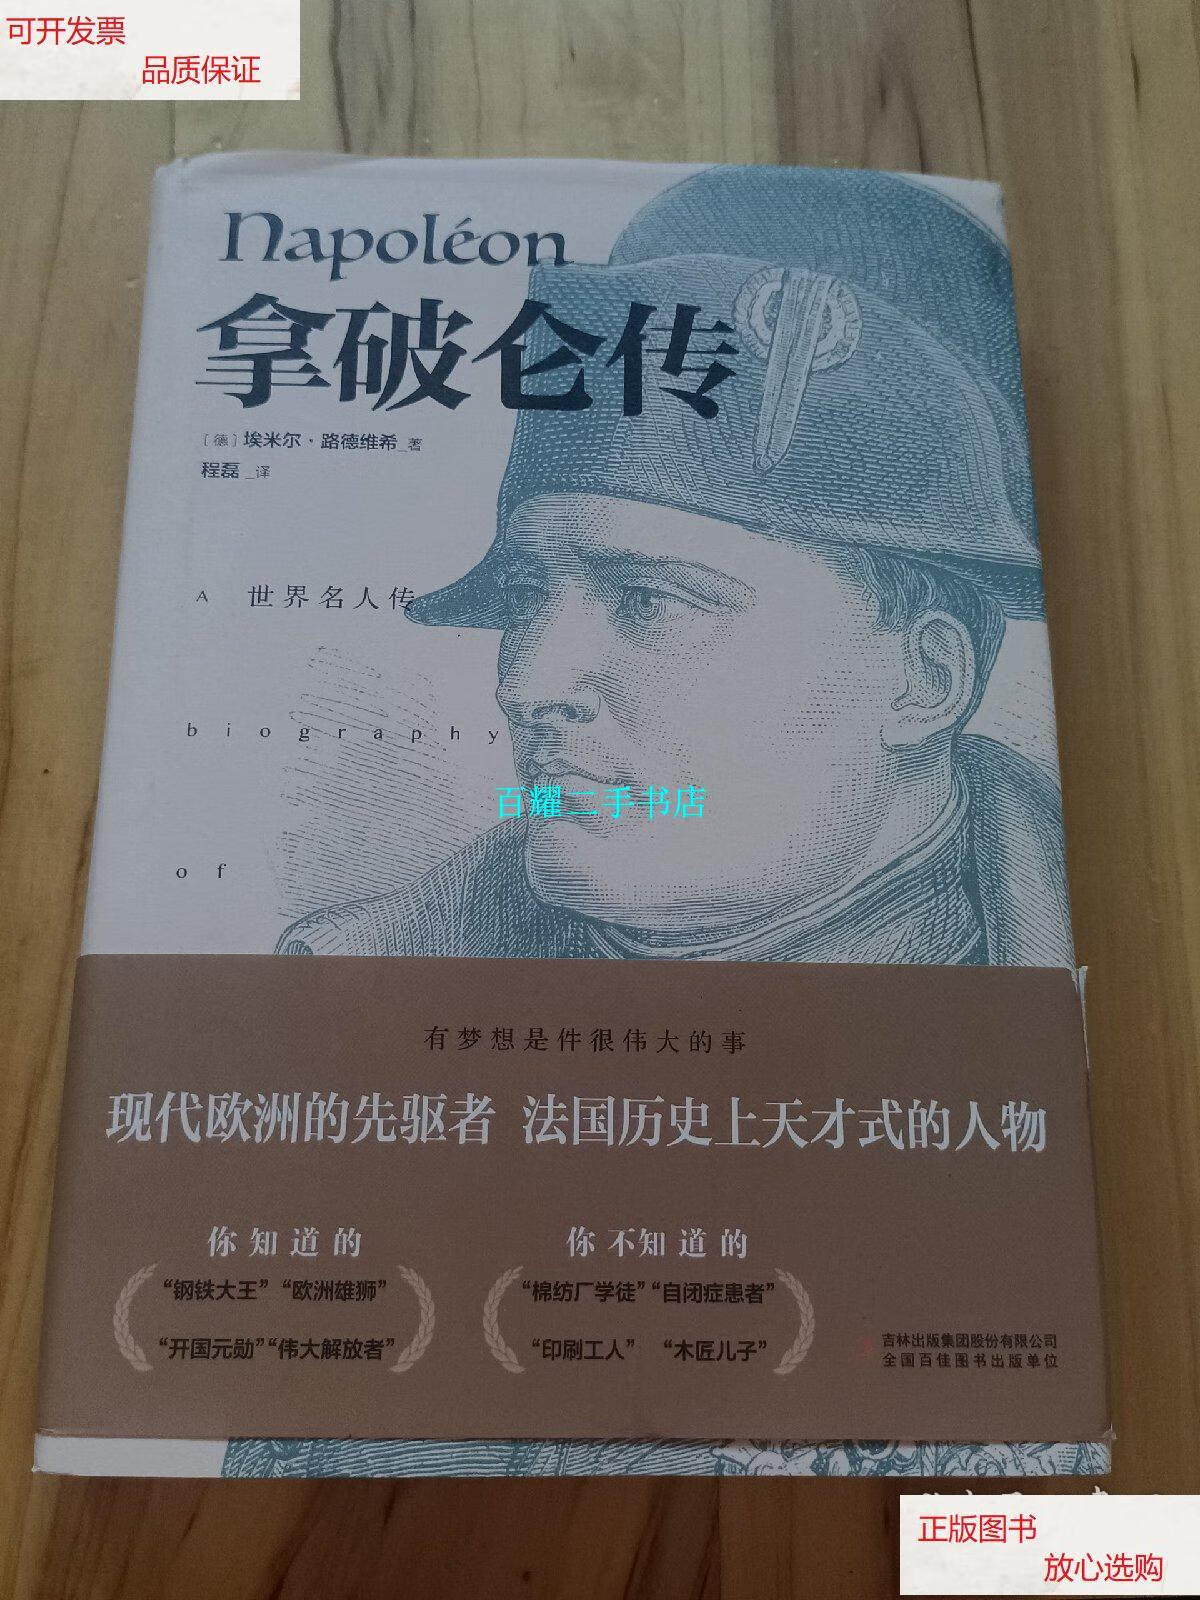 可开发票
品质保证
Napoléon
拿破仑传
[德]埃米尔·路德维希_著
程磊_译
A 世界名人传
biography
百耀二手书店
of
有梦想是件很伟大的事
现代欧洲的先驱者 法国历史上天才式的人物
你知道的 你不知道的
“钢铁大王”“欧洲雄狮” “棉纺厂学徒”“自闭症患者”
“开国元勋”“伟大解放者” “印刷工人” “木匠儿子”
吉林出版集团股份有限公司
全国百佳图书出版单位
正版图书
放心选购